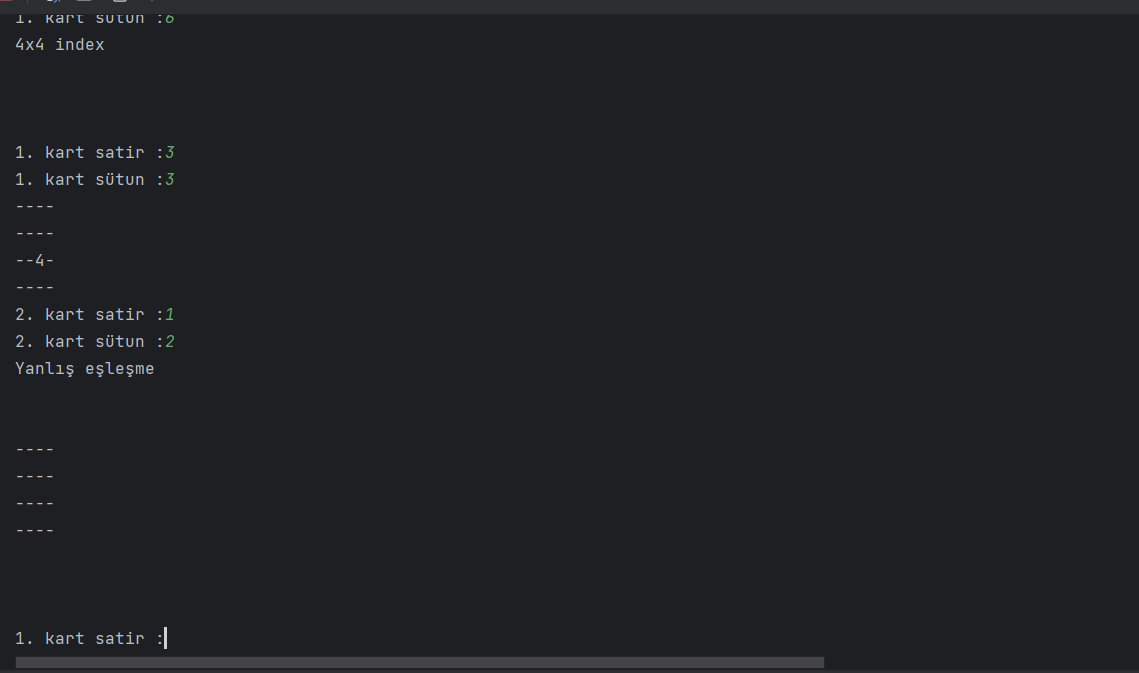 1. kart sütun :6
4x4 index
1. kart satir :3
1. kart sütun :3
----
----
--4-
----
2. kart satir :1
2. kart sütun :2
Yanlış eşleşme
----
----
----
----
1. kart satir :